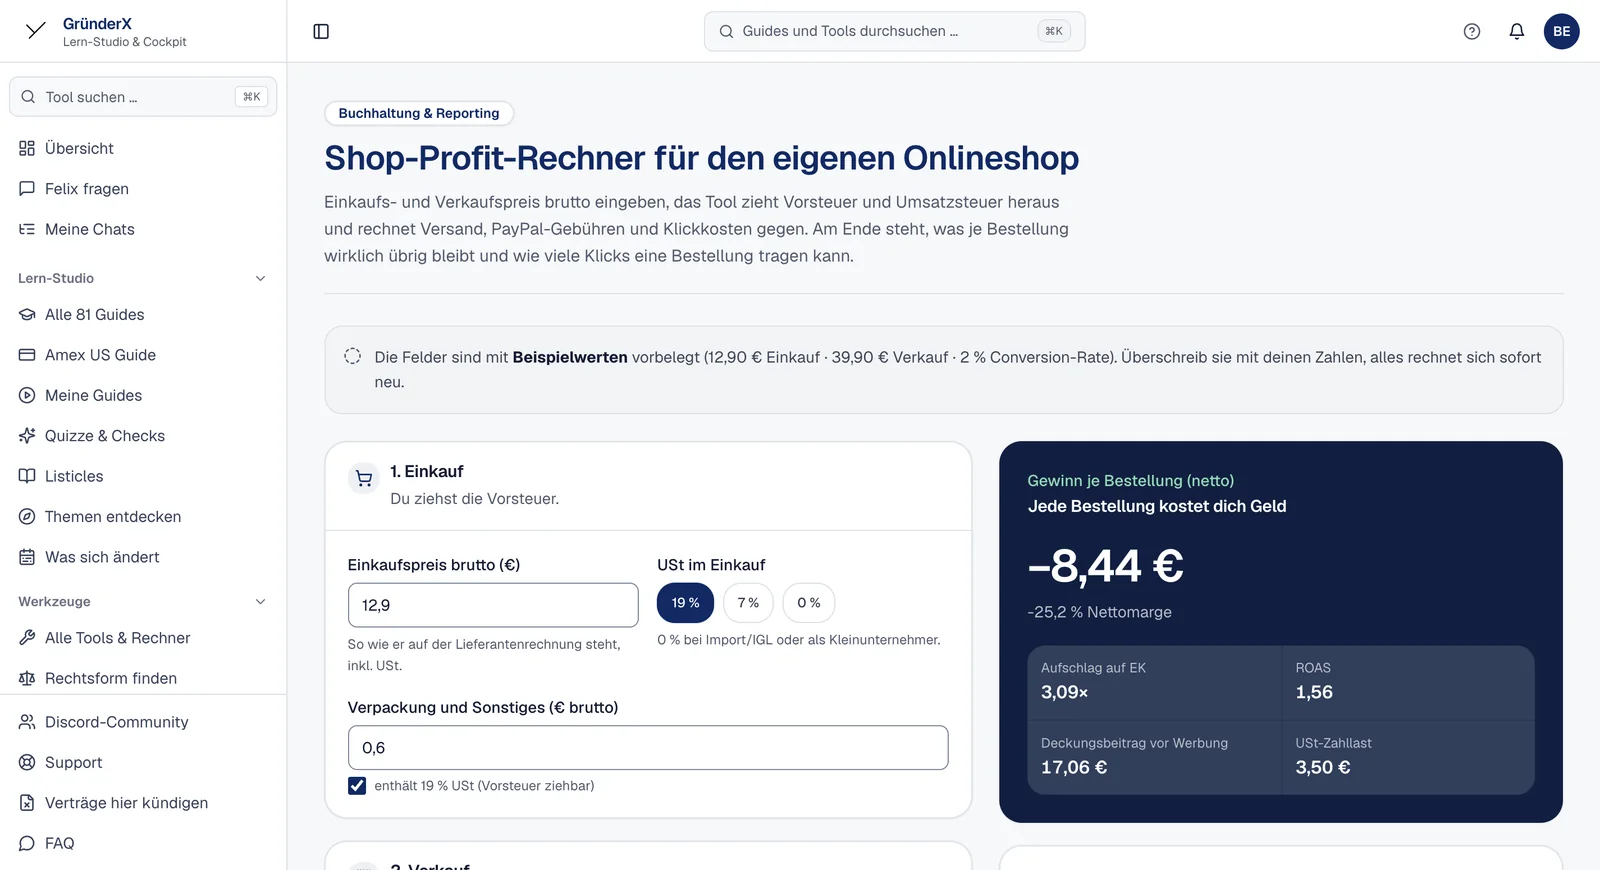 GründerX
Lern-Studio & Cockpit
Guides und Tools durchsuchen ...
⌘K
BE
Tool suchen ...
⌘K
Übersicht
Felix fragen
Meine Chats
Lern-Studio
Alle 81 Guides
Amex US Guide
Meine Guides
Quizze & Checks
Listicles
Themen entdecken
Was sich ändert
Werkzeuge
Alle Tools & Rechner
Rechtsform finden
Discord-Community
Support
Verträge hier kündigen
FAQ
Buchhaltung & Reporting
Shop-Profit-Rechner für den eigenen Onlineshop
Einkaufs- und Verkaufspreis brutto eingeben, das Tool zieht Vorsteuer und Umsatzsteuer heraus
und rechnet Versand, PayPal-Gebühren und Klickkosten gegen. Am Ende steht, was je Bestellung
wirklich übrig bleibt und wie viele Klicks eine Bestellung tragen kann.
Die Felder sind mit Beispielwerten vorbelegt (12,90 € Einkauf · 39,90 € Verkauf · 2 % Conversion-Rate). Überschreib sie mit deinen Zahlen, alles rechnet sich sofort
neu.
1. Einkauf
Du ziehst die Vorsteuer.
Einkaufspreis brutto (€)
12,9
So wie er auf der Lieferantenrechnung steht,
inkl. USt.
USt im Einkauf
19 % 7 % 0 %
0 % bei Import/IGL oder als Kleinunternehmer.
Verpackung und Sonstiges (€ brutto)
0,6
enthält 19 % USt (Vorsteuer ziehbar)
2. Verkauf
Gewinn je Bestellung (netto)
Jede Bestellung kostet dich Geld
−8,44 €
-25,2 % Nettomarge
Aufschlag auf EK
3,09×
ROAS
1,56
Deckungsbeitrag vor Werbung
17,06 €
USt-Zahllast
3,50 €